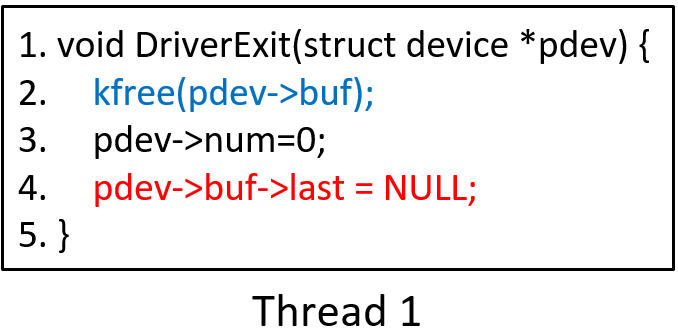 1. void DriverExit(struct device *pdev) {
2. kfree(pdev->buf);
3. pdev->num=0;
4. pdev->buf->last = NULL;
5. }
Thread 1